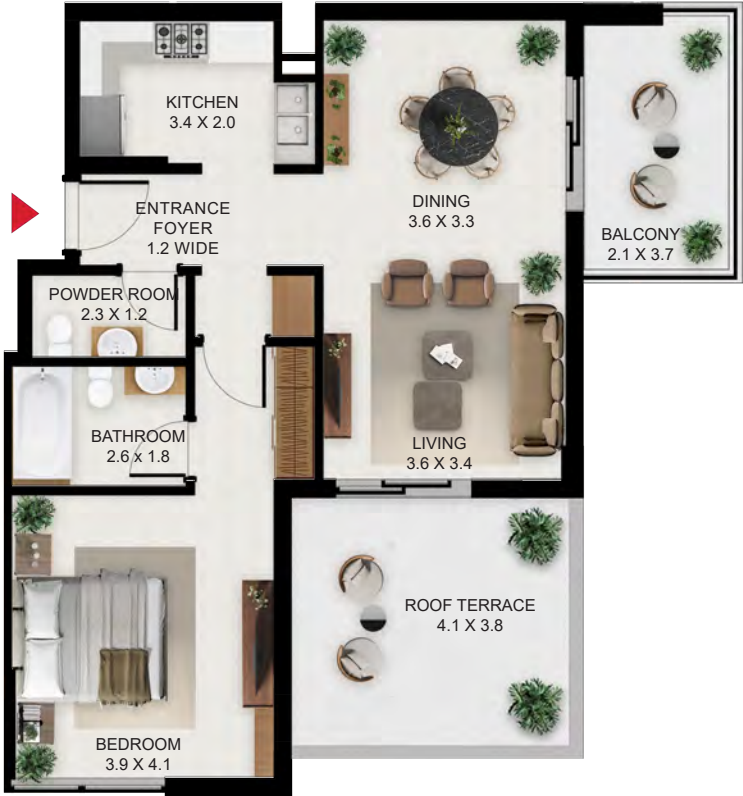 KITCHEN
3.4 X 2.0
ENTRANCE
FOYER
1.2 WIDE
DINING
3.6 X 3.3
BALCONY
2.1 X 3.7
POWDER ROOM
2.3 X 1.2
BATHROOM
2.6 x 1.8
LIVING
3.6 X 3.4
ROOF TERRACE
4.1 X 3.8
BEDROOM
3.9 X 4.1